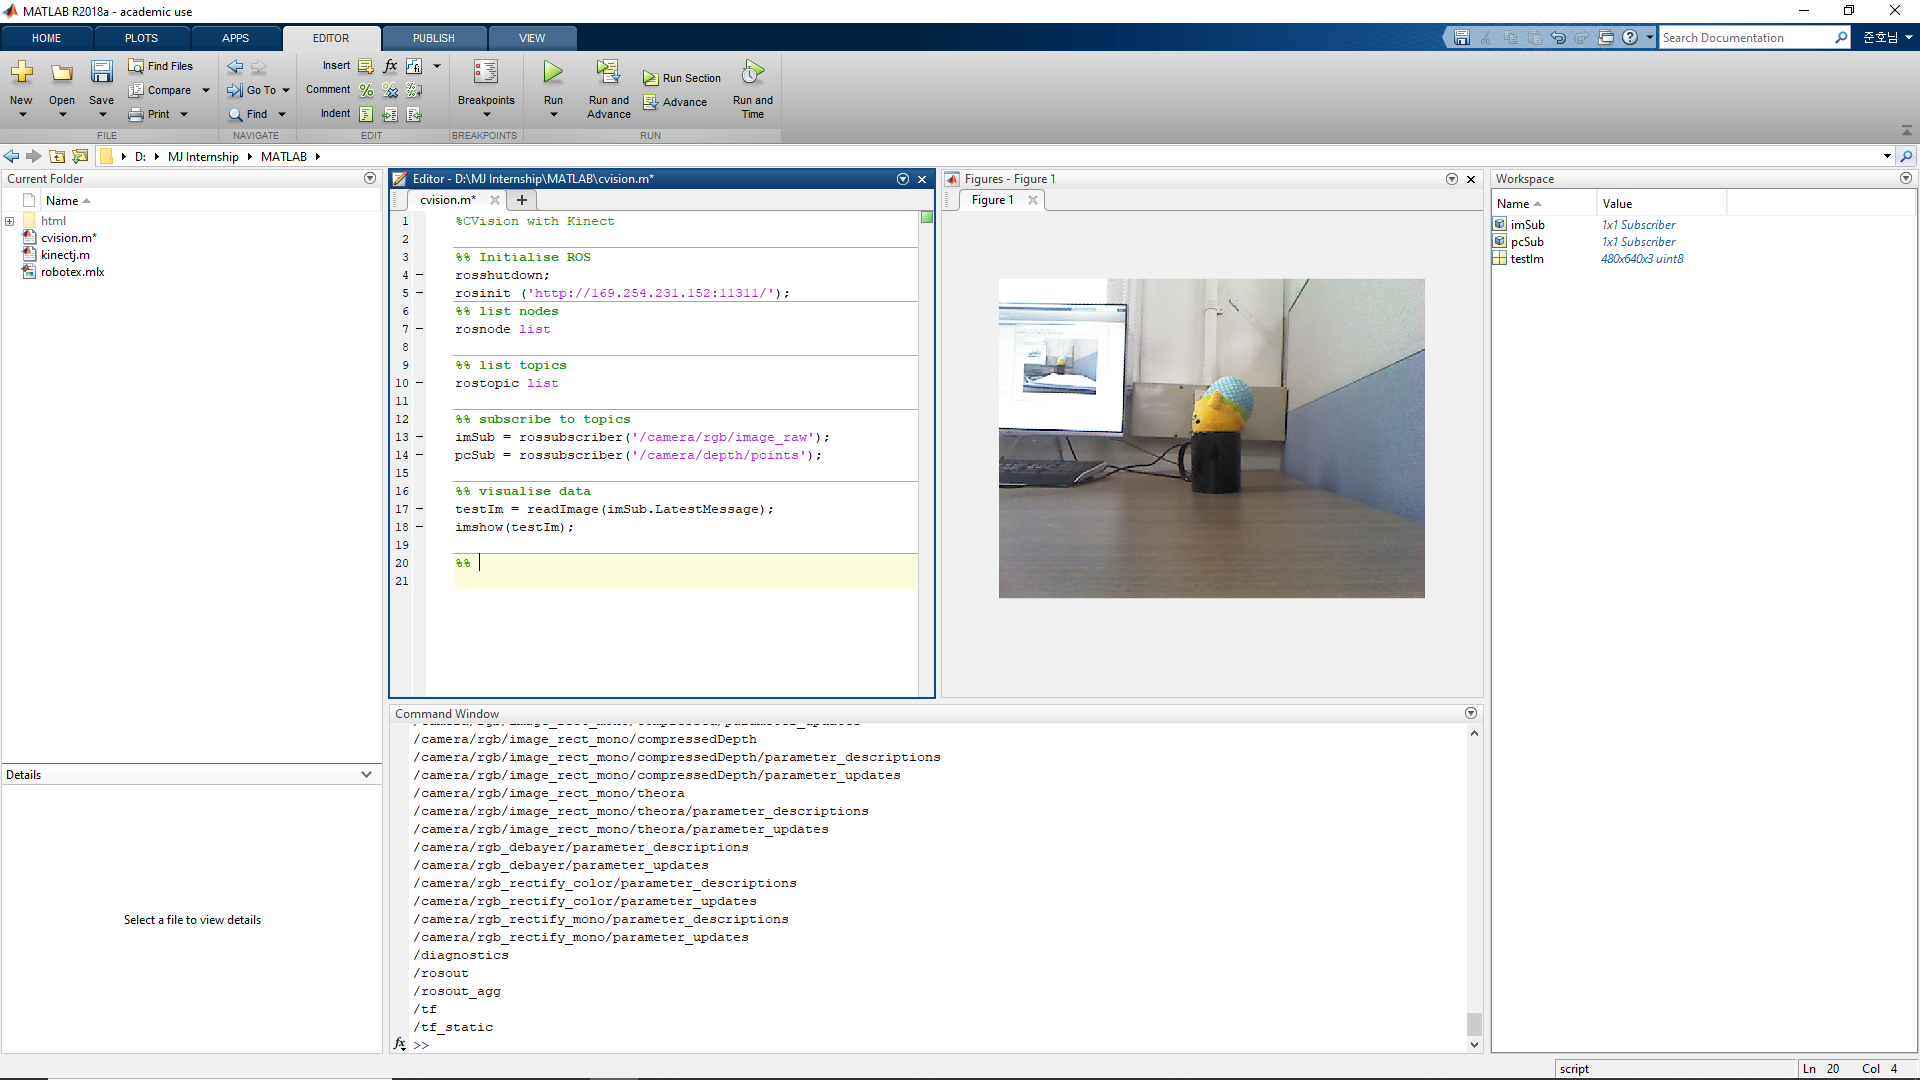 MATLAB R2018a - academic use
HOME PLOTS APPS EDITOR PUBLISH VIEW
Search Documentation
준호님
New Open Save
Find Files
Compare
Print
FILE
Go To
Find
NAVIGATE
Insert fx
Comment
Indent
EDIT
Breakpoints
BREAKPOINTS
Run
Run and Advance
Run Section
Advance
Run and Time
RUN
D: MJ Internship MATLAB
Current Folder
Name
html
cvision.m*
kinectj.m
robotex.mlx
Details
Select a file to view details
Editor - D:\MJ Internship\MATLAB\cvision.m*
cvision.m*
1 %CVision with Kinect
2
3 %% Initialise ROS
4 rosshutdown;
5 rosinit ('http://169.254.231.152:11311/');
6 %% list nodes
7 rosnode list
8
9 %% list topics
10 rostopic list
11
12 %% subscribe to topics
13 imSub = rossubscriber('/camera/rgb/image_raw');
14 pcSub = rossubscriber('/camera/depth/points');
15
16 %% visualise data
17 testIm = readImage(imSub.LatestMessage);
18 imshow(testIm);
19
20 %%
21
Figures - Figure 1
Figure 1
Command Window
/camera/rgb/image_rect_mono/compressed/parameter_updates
/camera/rgb/image_rect_mono/compressedDepth
/camera/rgb/image_rect_mono/compressedDepth/parameter_descriptions
/camera/rgb/image_rect_mono/compressedDepth/parameter_updates
/camera/rgb/image_rect_mono/theora
/camera/rgb/image_rect_mono/theora/parameter_descriptions
/camera/rgb/image_rect_mono/theora/parameter_updates
/camera/rgb_debayer/parameter_descriptions
/camera/rgb_debayer/parameter_updates
/camera/rgb_rectify_color/parameter_descriptions
/camera/rgb_rectify_color/parameter_updates
/camera/rgb_rectify_mono/parameter_descriptions
/camera/rgb_rectify_mono/parameter_updates
/diagnostics
/rosout
/rosout_agg
/tf
/tf_static
fx >>
Workspace
Name Value
imSub 1x1 Subscriber
pcSub 1x1 Subscriber
testIm 480x640x3 uint8
script
Ln 20 Col 4